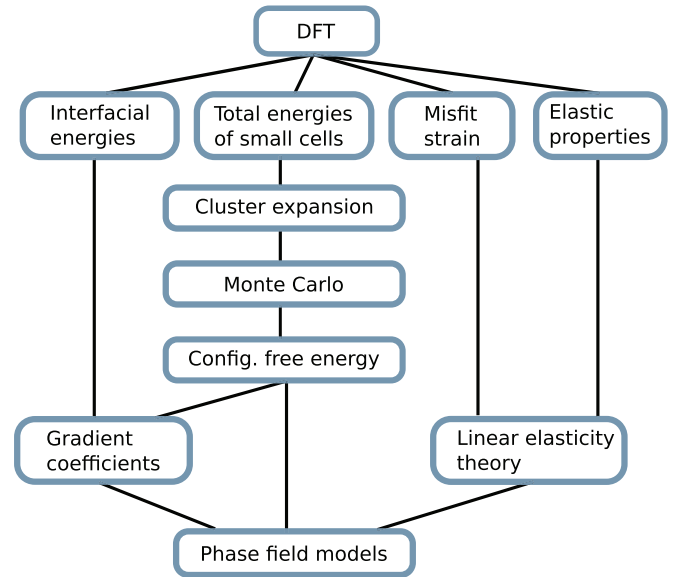 DFT
Interfacial
energies
Total energies
of small cells
Misfit
strain
Elastic
properties
Cluster expansion
Monte Carlo
Config. free energy
Gradient
coefficients
Linear elasticity
theory
Phase field models